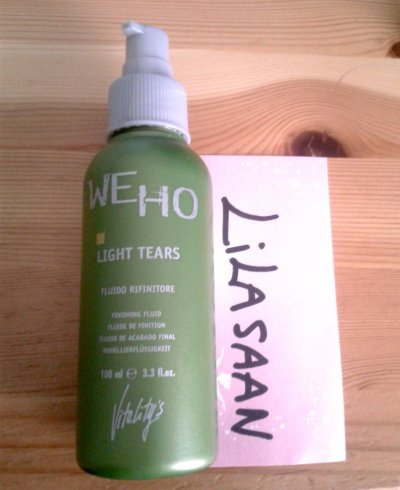 WEHO
LIGHT TEARS
FLUIDO RIFINITORE
FINISHING FLUID
FLUIDE DE FINITION
FLUIDO DE ACABADO FINAL
MODELLIERFLÜSSIGKEIT
100 ml e 3.3 fl.oz.
Vitality's
LiLASAAN